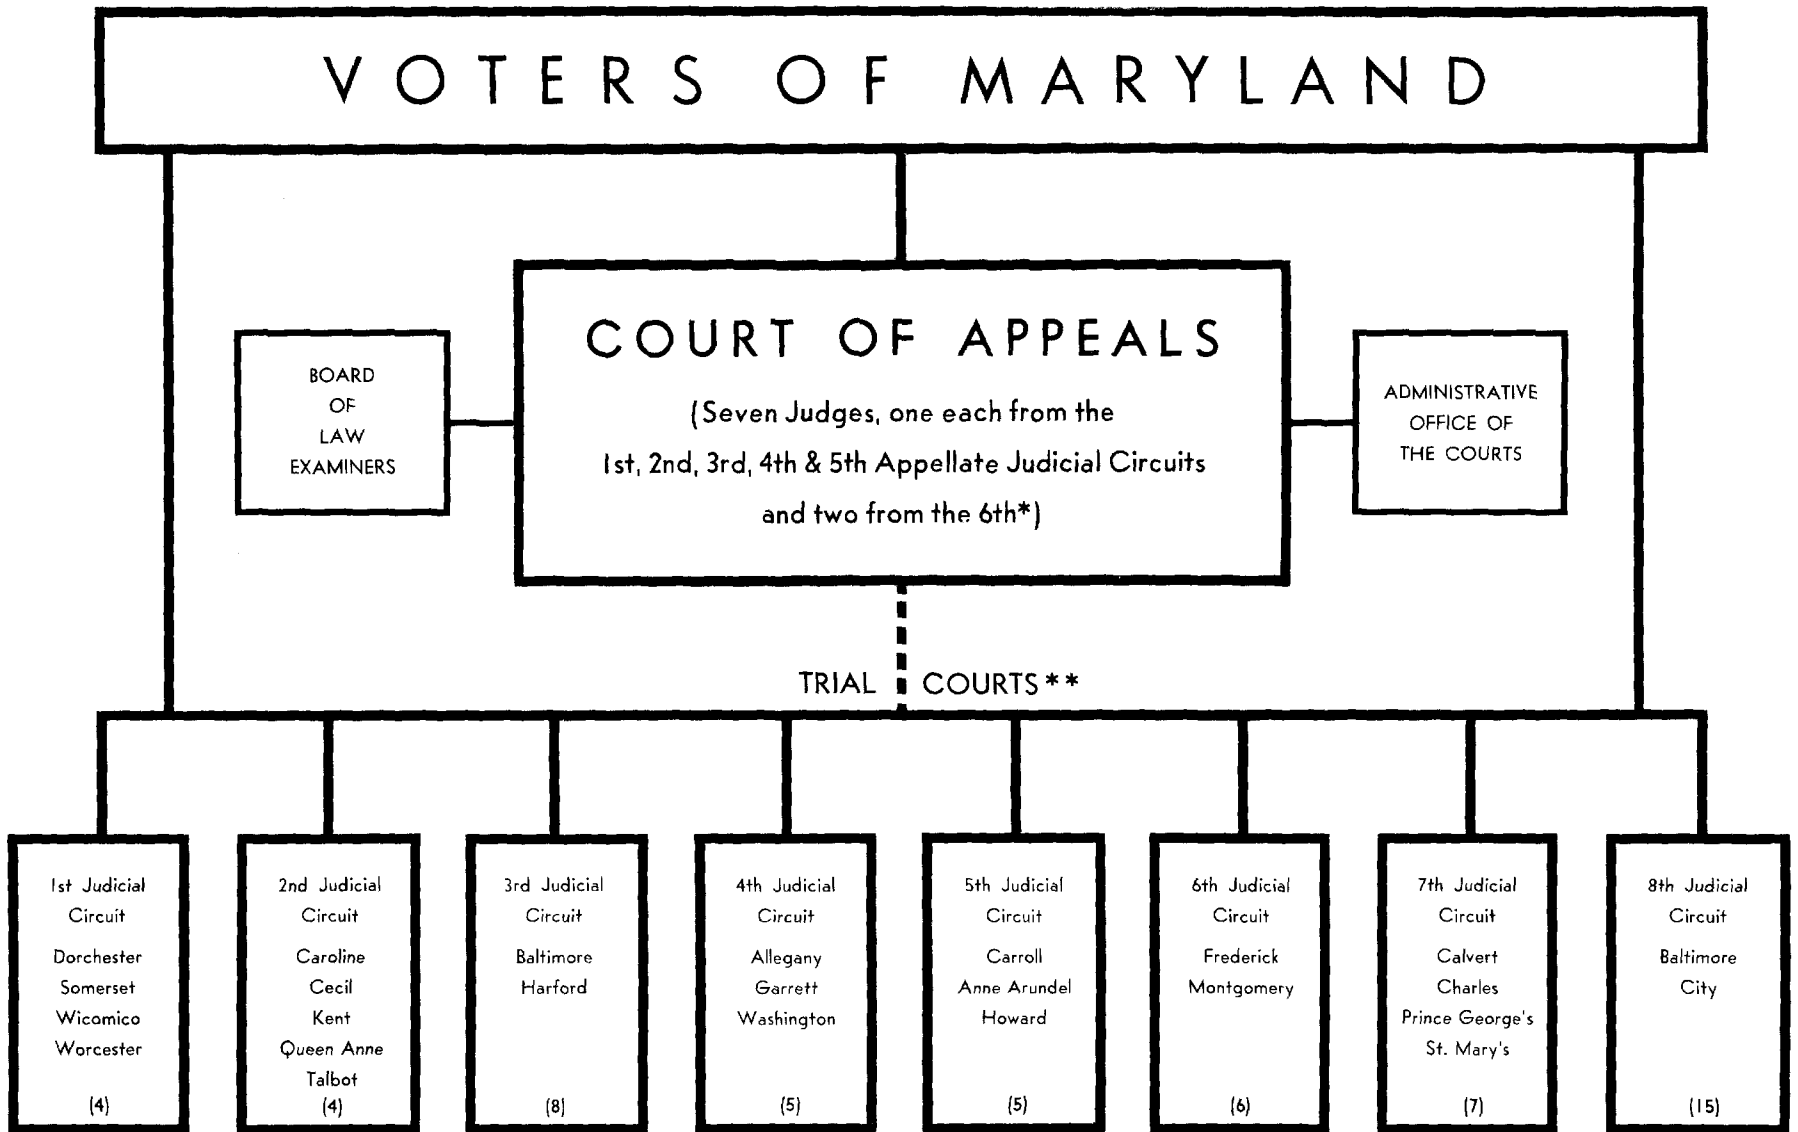 VOTERS OF MARYLAND
COURT OF APPEALS
(Seven Judges, one each from the
1st, 2nd, 3rd, 4th & 5th Appellate Judicial Circuits
and two from the 6th*)
BOARD
OF
LAW
EXAMINERS
ADMINISTRATIVE
OFFICE OF
THE COURTS
TRIAL COURTS**
1st Judicial
Circuit
Dorchester
Somerset
Wicomico
Worcester
(4)
2nd Judicial
Circuit
Caroline
Cecil
Kent
Queen Anne
Talbot
(4)
3rd Judicial
Circuit
Baltimore
Harford
(8)
4th Judicial
Circuit
Allegany
Garrett
Washington
(5)
5th Judicial
Circuit
Carroll
Anne Arundel
Howard
(5)
6th Judicial
Circuit
Frederick
Montgomery
(6)
7th Judicial
Circuit
Calvert
Charles
Prince George's
St. Mary's
(7)
8th Judicial
Circuit
Baltimore
City
(15)